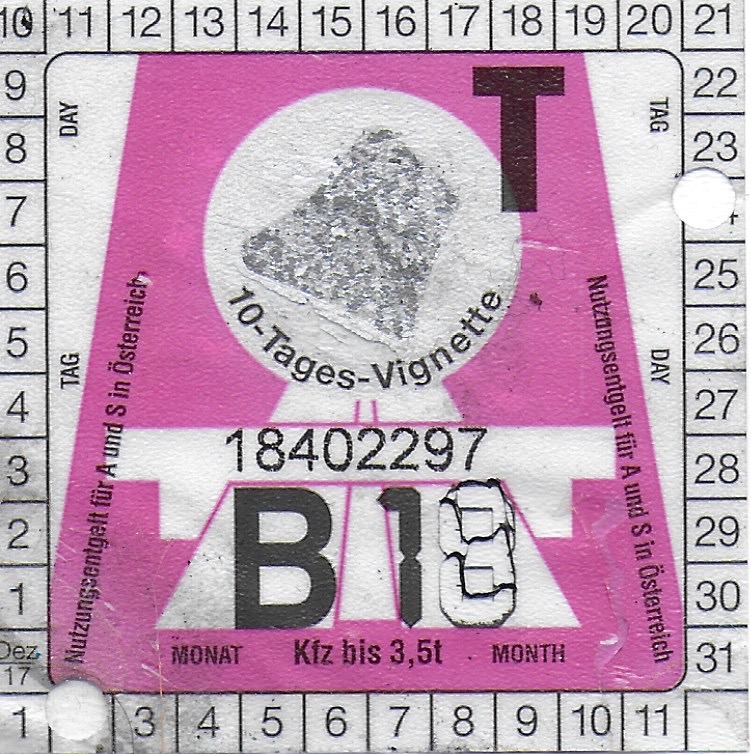 10 11 12 13 14 15 16 17 18 19 20 21
9 22
T
DAY TAG
8 23
7
6 25
5 26
TAG DAY
10-Tages-Vignette
4 27
Nutzungsentgelt für A und S in Österreich
Nutzungsentgelt für A und S in Österreich
18402297
3 28
2 29
B18
1 30
Dez. 17
MONAT Kfz bis 3,5t MONTH
31
1 3 4 5 6 7 8 9 10 11